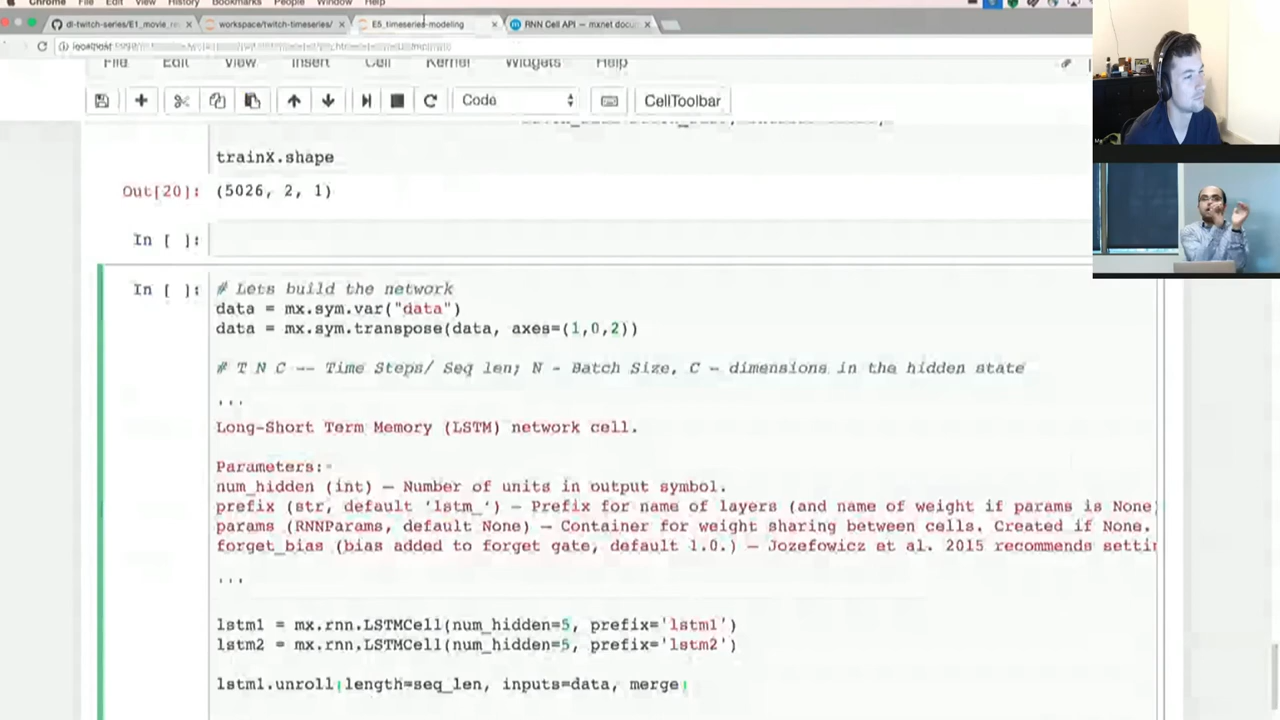 Chrome File Edit View History Bookmarks People Window Help
dl-twitch-series/E1_movie_re × workspace/twitch-timeseries/ × E5_timeseries-modeling × RNN Cell API — mxnet docu ×
File Edit View Insert Cell Kernel Widgets Help
Code CellToolbar
trainX.shape
Out[20]: (5026, 2, 1)
In [ ]:
In [ ]: # Lets build the network
data = mx.sym.var("data")
data = mx.sym.transpose(data, axes=(1,0,2))
# T N C -- Time Steps/ Seq len; N - Batch Size, C - dimensions in the hidden state
'''
Long-Short Term Memory (LSTM) network cell.
Parameters:
num_hidden (int) – Number of units in output symbol.
prefix (str, default 'lstm_') – Prefix for name of layers (and name of weight if params is None)
params (RNNParams, default None) – Container for weight sharing between cells. Created if None.
forget_bias (bias added to forget gate, default 1.0.) – Jozefowicz et al. 2015 recommends settin
'''
lstm1 = mx.rnn.LSTMCell(num_hidden=5, prefix='lstm1')
lstm2 = mx.rnn.LSTMCell(num_hidden=5, prefix='lstm2')
lstm1.unroll(length=seq_len, inputs=data, merge)